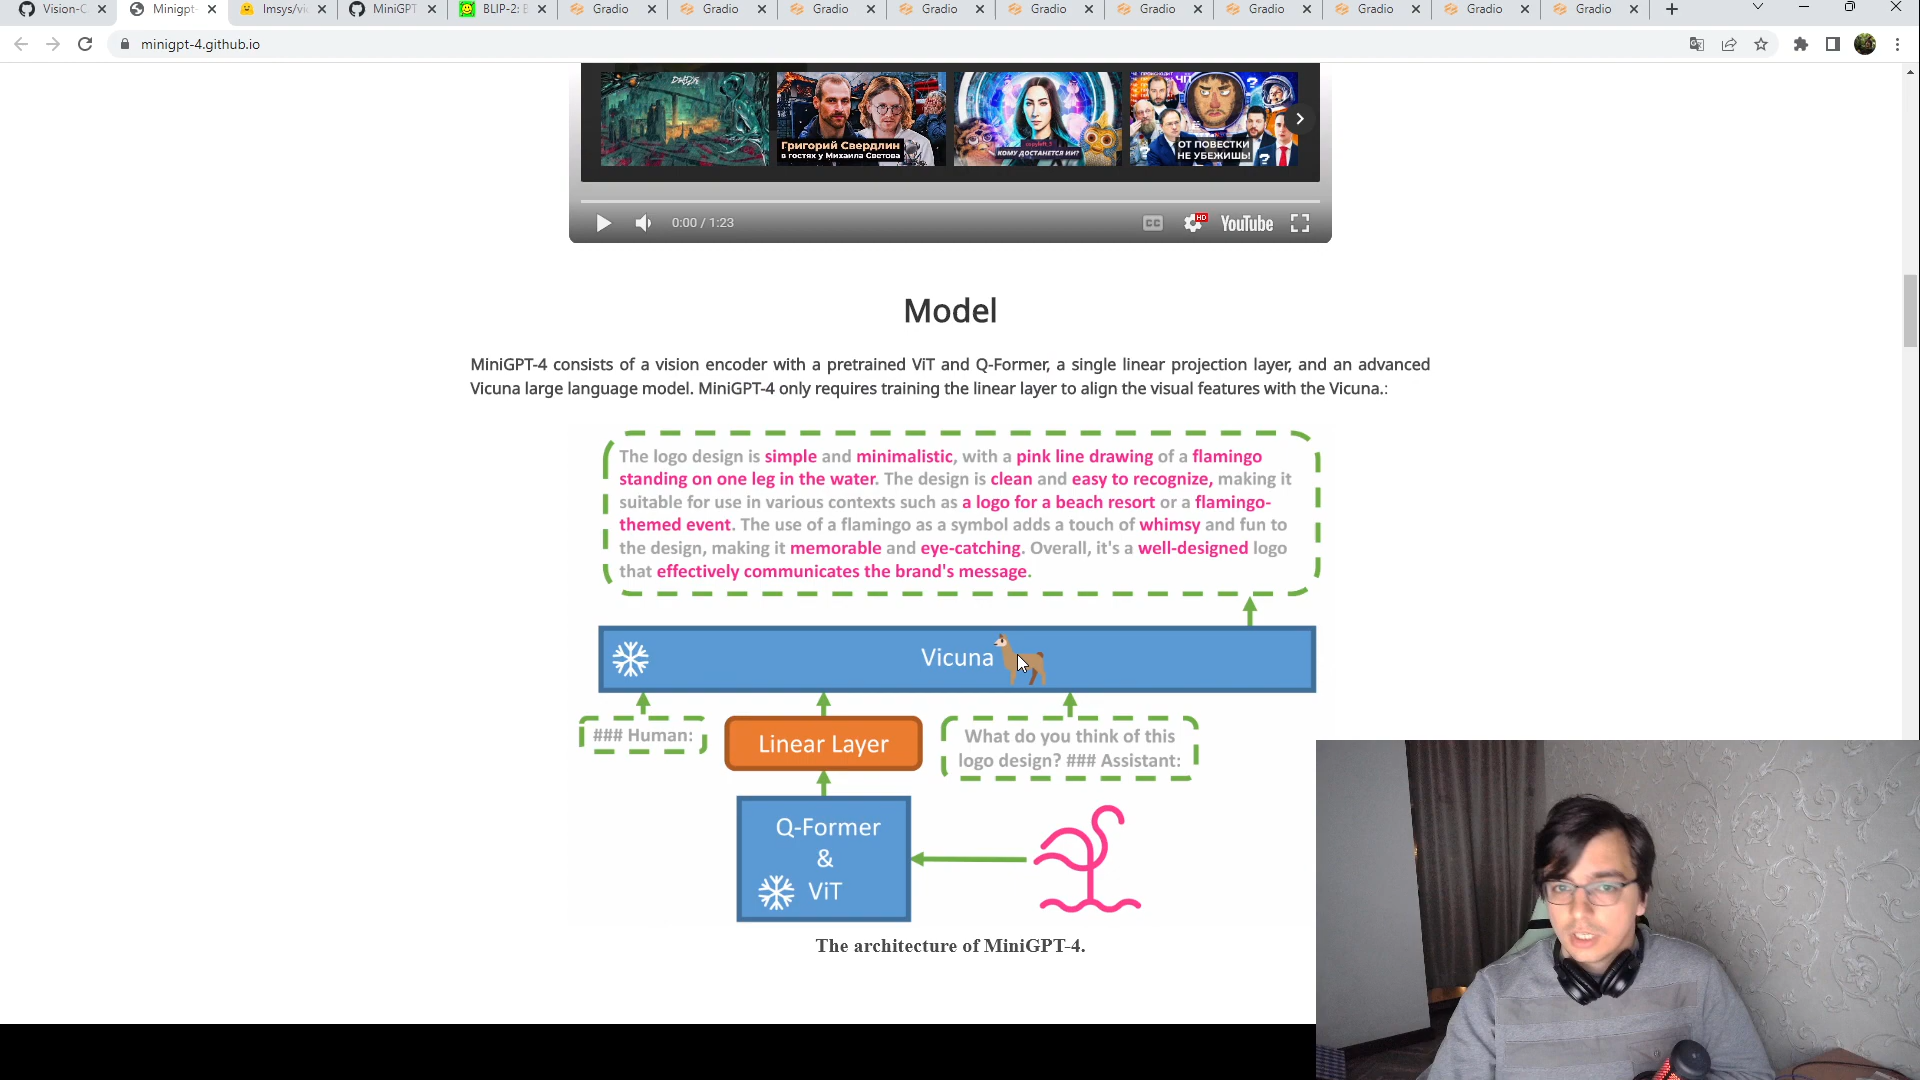 Vision-C
Minigpt-
lmsys/vi
MiniGPT
BLIP-2: B
Gradio
Gradio
Gradio
Gradio
Gradio
Gradio
Gradio
Gradio
Gradio
Gradio
minigpt-4.github.io
Григорий Свердлин
в гостях у Михаила Светова
КОМУ ДОСТАНЕТСЯ ИИ?
ЧП
ОТ ПОВЕСТКИ
НЕ УБЕЖИШЬ!
0:00 / 1:23
CC
HD
YouTube
Model
MiniGPT-4 consists of a vision encoder with a pretrained ViT and Q-Former, a single linear projection layer, and an advanced
Vicuna large language model. MiniGPT-4 only requires training the linear layer to align the visual features with the Vicuna.:
The logo design is simple and minimalistic, with a pink line drawing of a flamingo
standing on one leg in the water. The design is clean and easy to recognize, making it
suitable for use in various contexts such as a logo for a beach resort or a flamingo-
themed event. The use of a flamingo as a symbol adds a touch of whimsy and fun to
the design, making it memorable and eye-catching. Overall, it's a well-designed logo
that effectively communicates the brand's message.
Vicuna
### Human:
Linear Layer
What do you think of this
logo design? ### Assistant:
Q-Former
&
ViT
The architecture of MiniGPT-4.